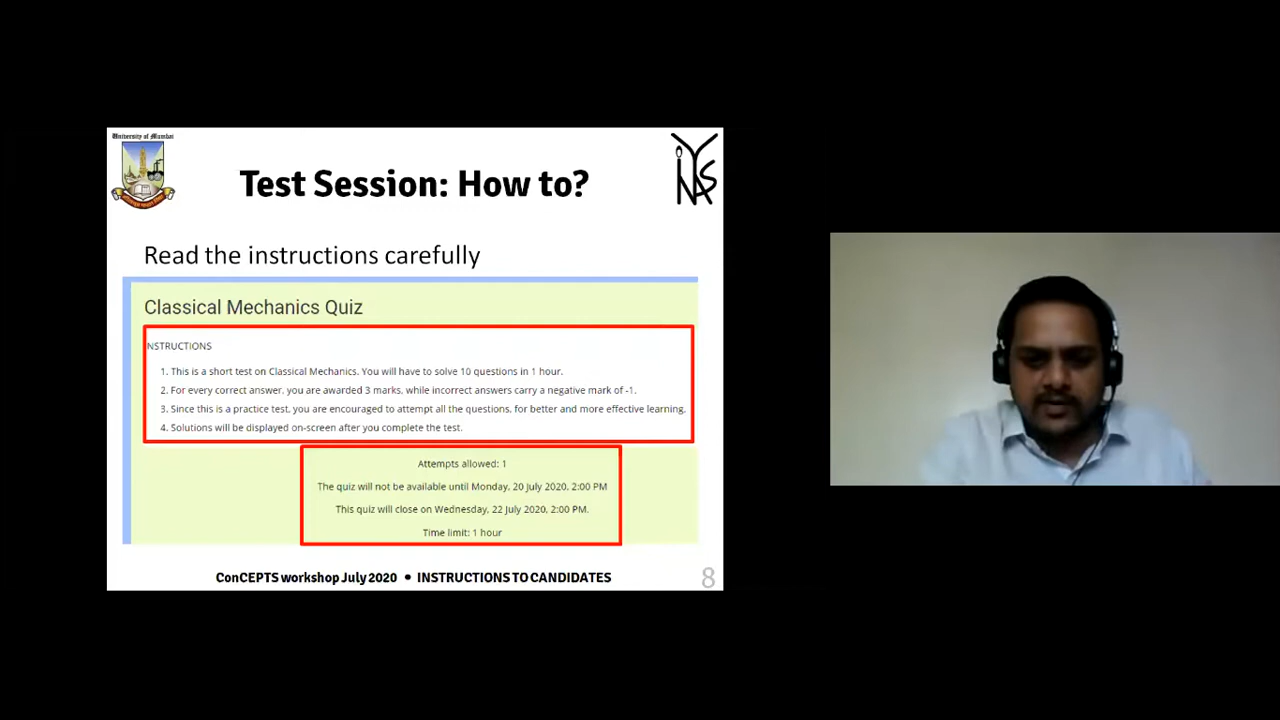 University of Mumbai
Test Session: How to?
Read the instructions carefully
Classical Mechanics Quiz
NSTRUCTIONS
1. This is a short test on Classical Mechanics. You will have to solve 10 questions in 1 hour.
2. For every correct answer, you are awarded 3 marks, while incorrect answers carry a negative mark of -1.
3. Since this is a practice test, you are encouraged to attempt all the questions, for better and more effective learning.
4. Solutions will be displayed on-screen after you complete the test.
Attempts allowed: 1
The quiz will not be available until Monday, 20 July 2020, 2:00 PM
This quiz will close on Wednesday, 22 July 2020, 2:00 PM.
Time limit: 1 hour
ConCEPTS workshop July 2020 • INSTRUCTIONS TO CANDIDATES
8